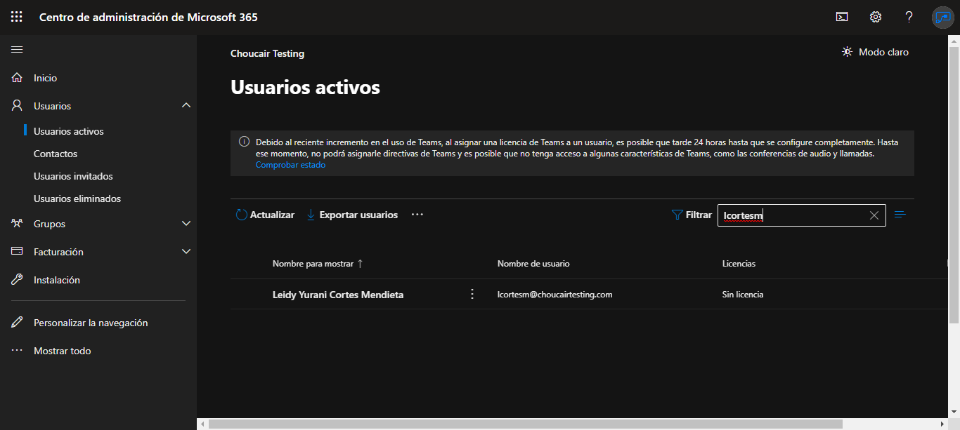 Centro de administración de Microsoft 365
Choucair Testing
Modo claro
Inicio
Usuarios
Usuarios activos
Contactos
Usuarios invitados
Usuarios eliminados
Grupos
Facturación
Instalación
Personalizar la navegación
Mostrar todo
Usuarios activos
Debido al reciente incremento en el uso de Teams, al asignar una licencia de Teams a un usuario, es posible que tarde 24 horas hasta que se configure completamente. Hasta
ese momento, no podrá asignarle directivas de Teams y es posible que no tenga acceso a algunas características de Teams, como las conferencias de audio y llamadas.
Comprobar estado
Actualizar
Exportar usuarios
Filtrar
lcortesm
Nombre para mostrar ↑
Nombre de usuario
Licencias
Leidy Yurani Cortes Mendieta
lcortesm@choucairtesting.com
Sin licencia